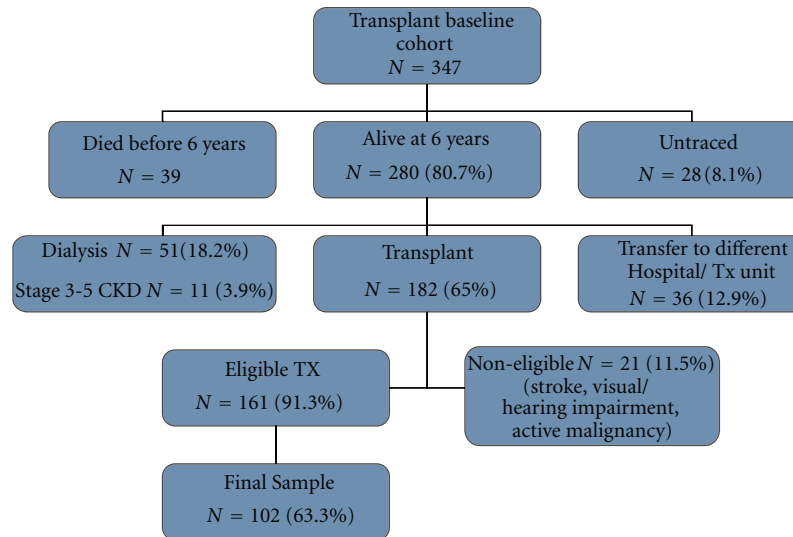 Transplant baseline
cohort
N = 347
Died before 6 years
N = 39
Alive at 6 years
N = 280 (80.7%)
Untraced
N = 28(8.1%)
Dialysis N = 51(18.2%)
Stage 3-5 CKD N = 11 (3.9%)
Transplant
N = 182 (65%)
Transfer to different
Hospital/ Tx unit
N = 36 (12.9%)
Eligible TX
N = 161 (91.3%)
Non-eligible N = 21 (11.5%)
(stroke, visual/
hearing impairment,
active malignancy)
Final Sample
N = 102 (63.3%)